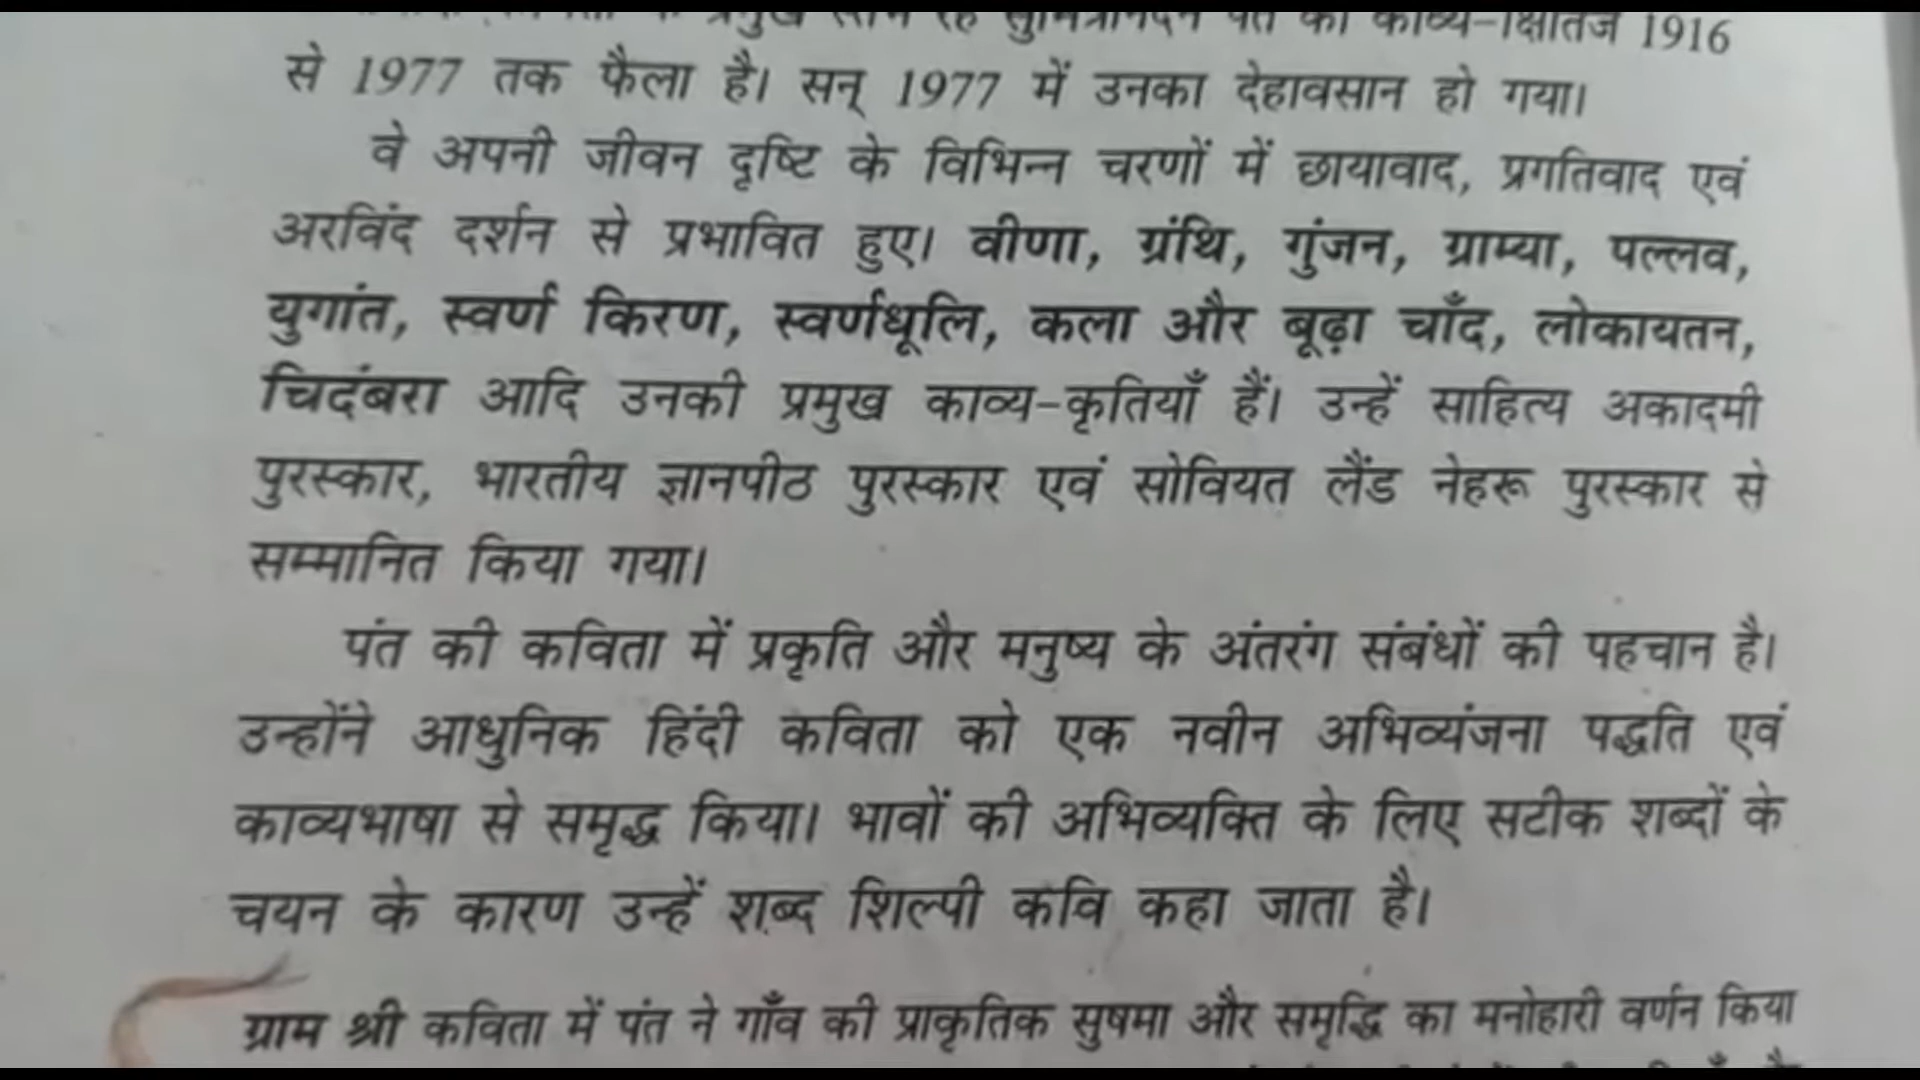 प्रमुख स्तंभ रहे सुमित्रानंदन पंत का काव्य-क्षितिज 1916
से 1977 तक फैला है। सन् 1977 में उनका देहावसान हो गया।
वे अपनी जीवन दृष्टि के विभिन्न चरणों में छायावाद, प्रगतिवाद एवं
अरविंद दर्शन से प्रभावित हुए। वीणा, ग्रंथि, गुंजन, ग्राम्या, पल्लव,
युगांत, स्वर्ण किरण, स्वर्णधूलि, कला और बूढ़ा चाँद, लोकायतन,
चिदंबरा आदि उनकी प्रमुख काव्य-कृतियाँ हैं। उन्हें साहित्य अकादमी
पुरस्कार, भारतीय ज्ञानपीठ पुरस्कार एवं सोवियत लैंड नेहरू पुरस्कार से
सम्मानित किया गया।
पंत की कविता में प्रकृति और मनुष्य के अंतरंग संबंधों की पहचान है।
उन्होंने आधुनिक हिंदी कविता को एक नवीन अभिव्यंजना पद्धति एवं
काव्यभाषा से समृद्ध किया। भावों की अभिव्यक्ति के लिए सटीक शब्दों के
चयन के कारण उन्हें शब्द शिल्पी कवि कहा जाता है।
ग्राम श्री कविता में पंत ने गाँव की प्राकृतिक सुषमा और समृद्धि का मनोहारी वर्णन किया